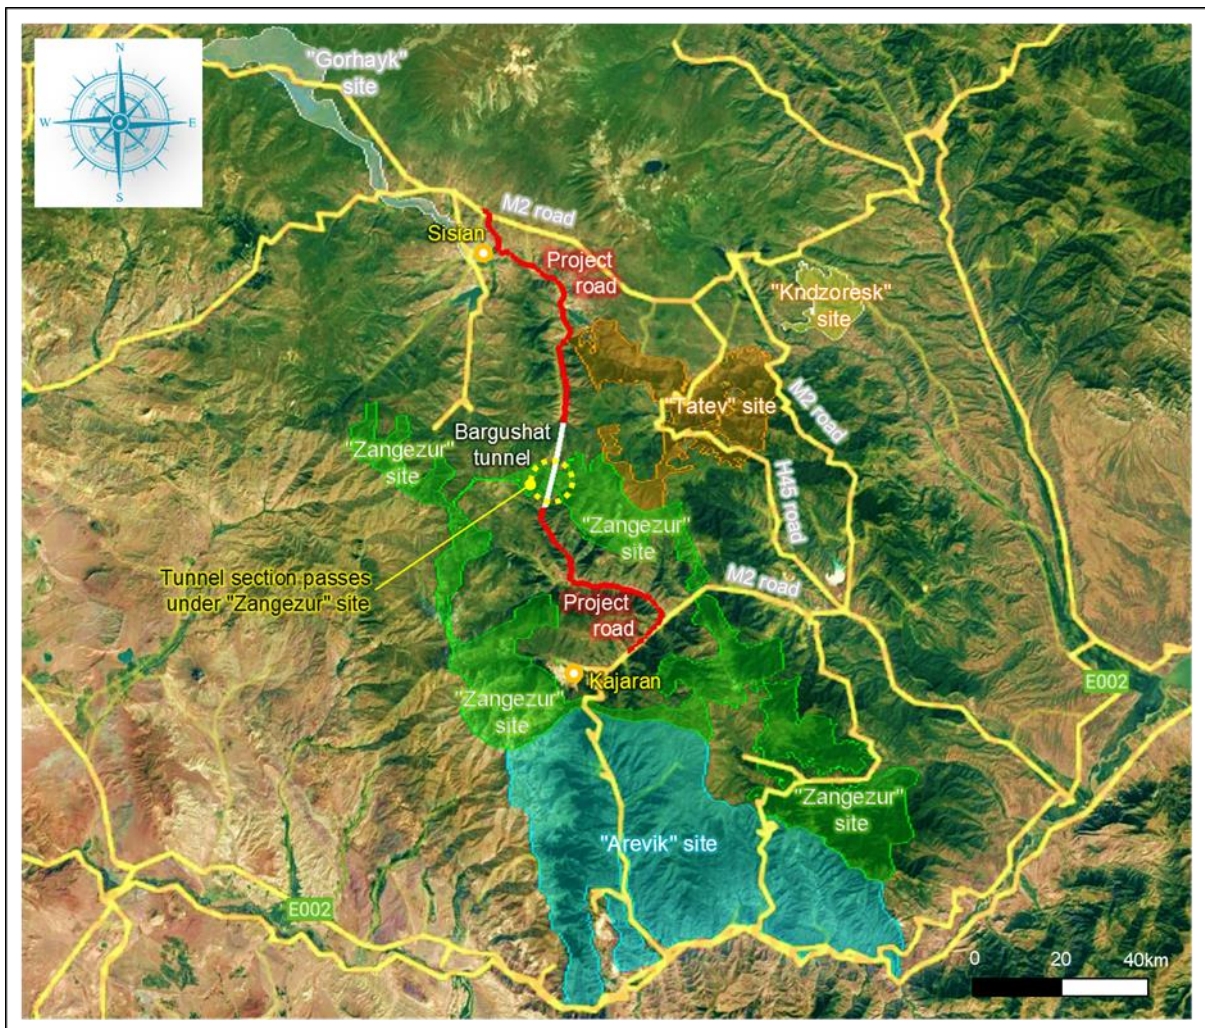 N
W
E
S
"Gorhayk"
site
M2 road
Sisian
Project
road
"Kndzoresk"
site
"Tatev" site
M2 road
"Zangezur"
site
Bargushat
tunnel
H45 road
"Zangezur"
site
Tunnel section passes
under "Zangezur" site
M2 road
Project
road
Kajaran
E002
"Zangezur"
site
"Zangezur"
site
"Arevik" site
E002
0 20 40km